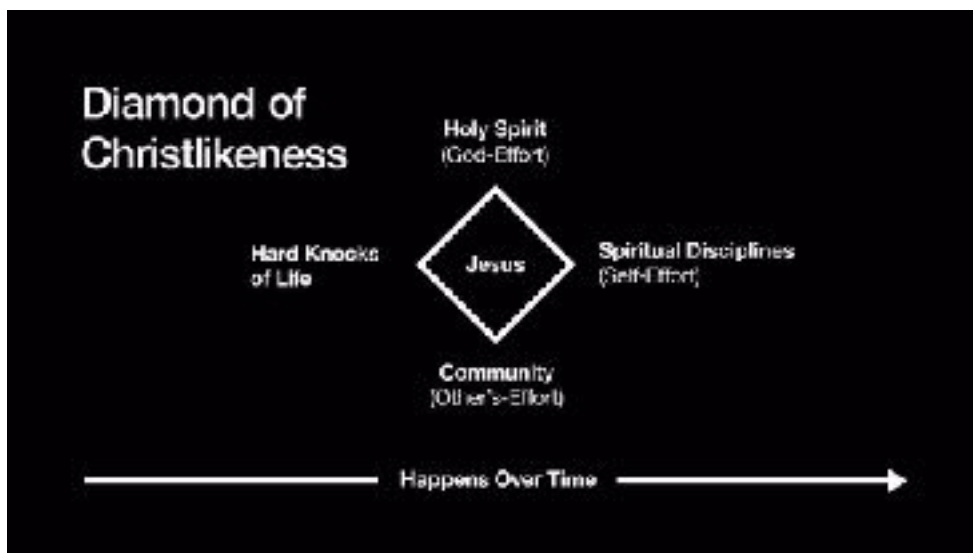 Diamond of
Christlikeness
Holy Spirit
(God-Effort)
Hard Knocks
of Life
Jesus
Spiritual Disciplines
(Self-Effort)
Community
(Other's-Effort)
Happens Over Time